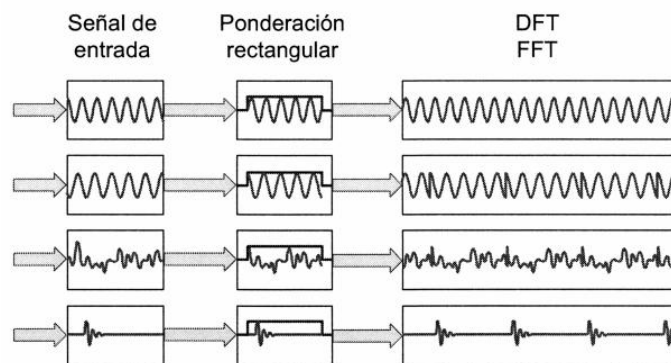 Señal de
entrada
Ponderación
rectangular
DFT
FFT